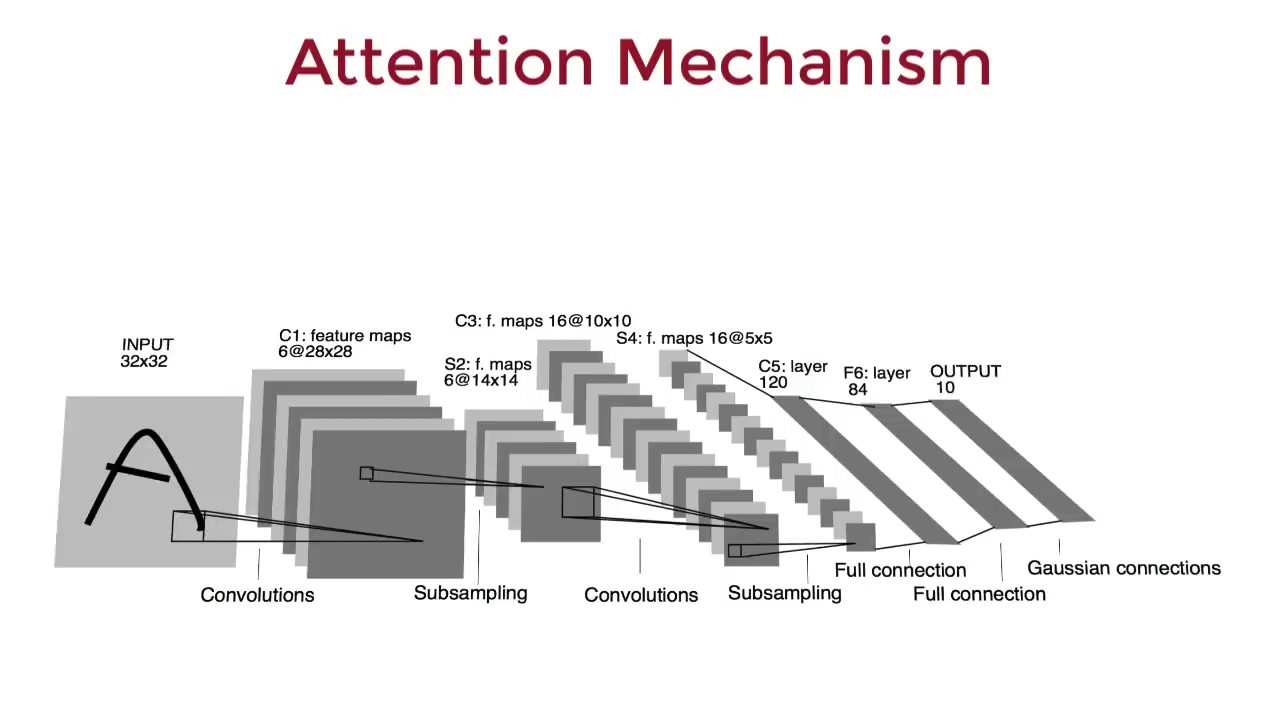 Attention Mechanism
INPUT
32x32
C1: feature maps
6@28x28
S2: f. maps
6@14x14
C3: f. maps 16@10x10
S4: f. maps 16@5x5
C5: layer
120
F6: layer
84
OUTPUT
10
A
Convolutions
Subsampling
Convolutions
Subsampling
Full connection
Full connection
Gaussian connections